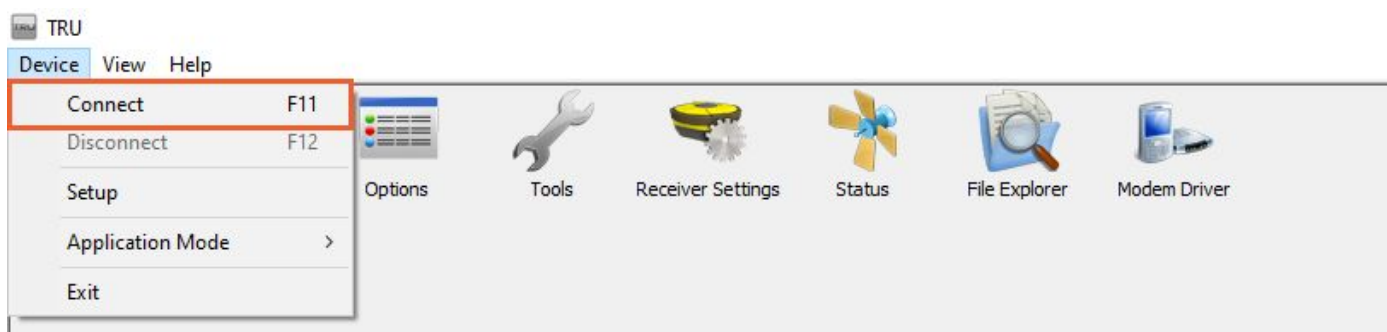 TRU
Device View Help
Connect F11
Disconnect F12
Setup
Application Mode >
Exit
Options Tools Receiver Settings Status File Explorer Modem Driver